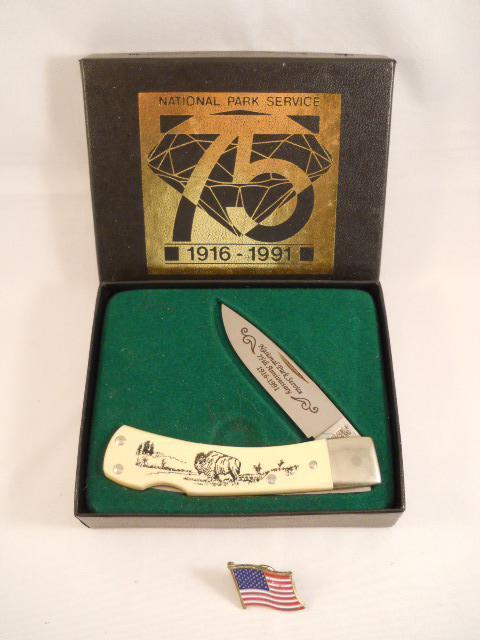 NATIONAL PARK SERVICE
75
1916 - 1991
National Park Service
75th Anniversary
1916-1991